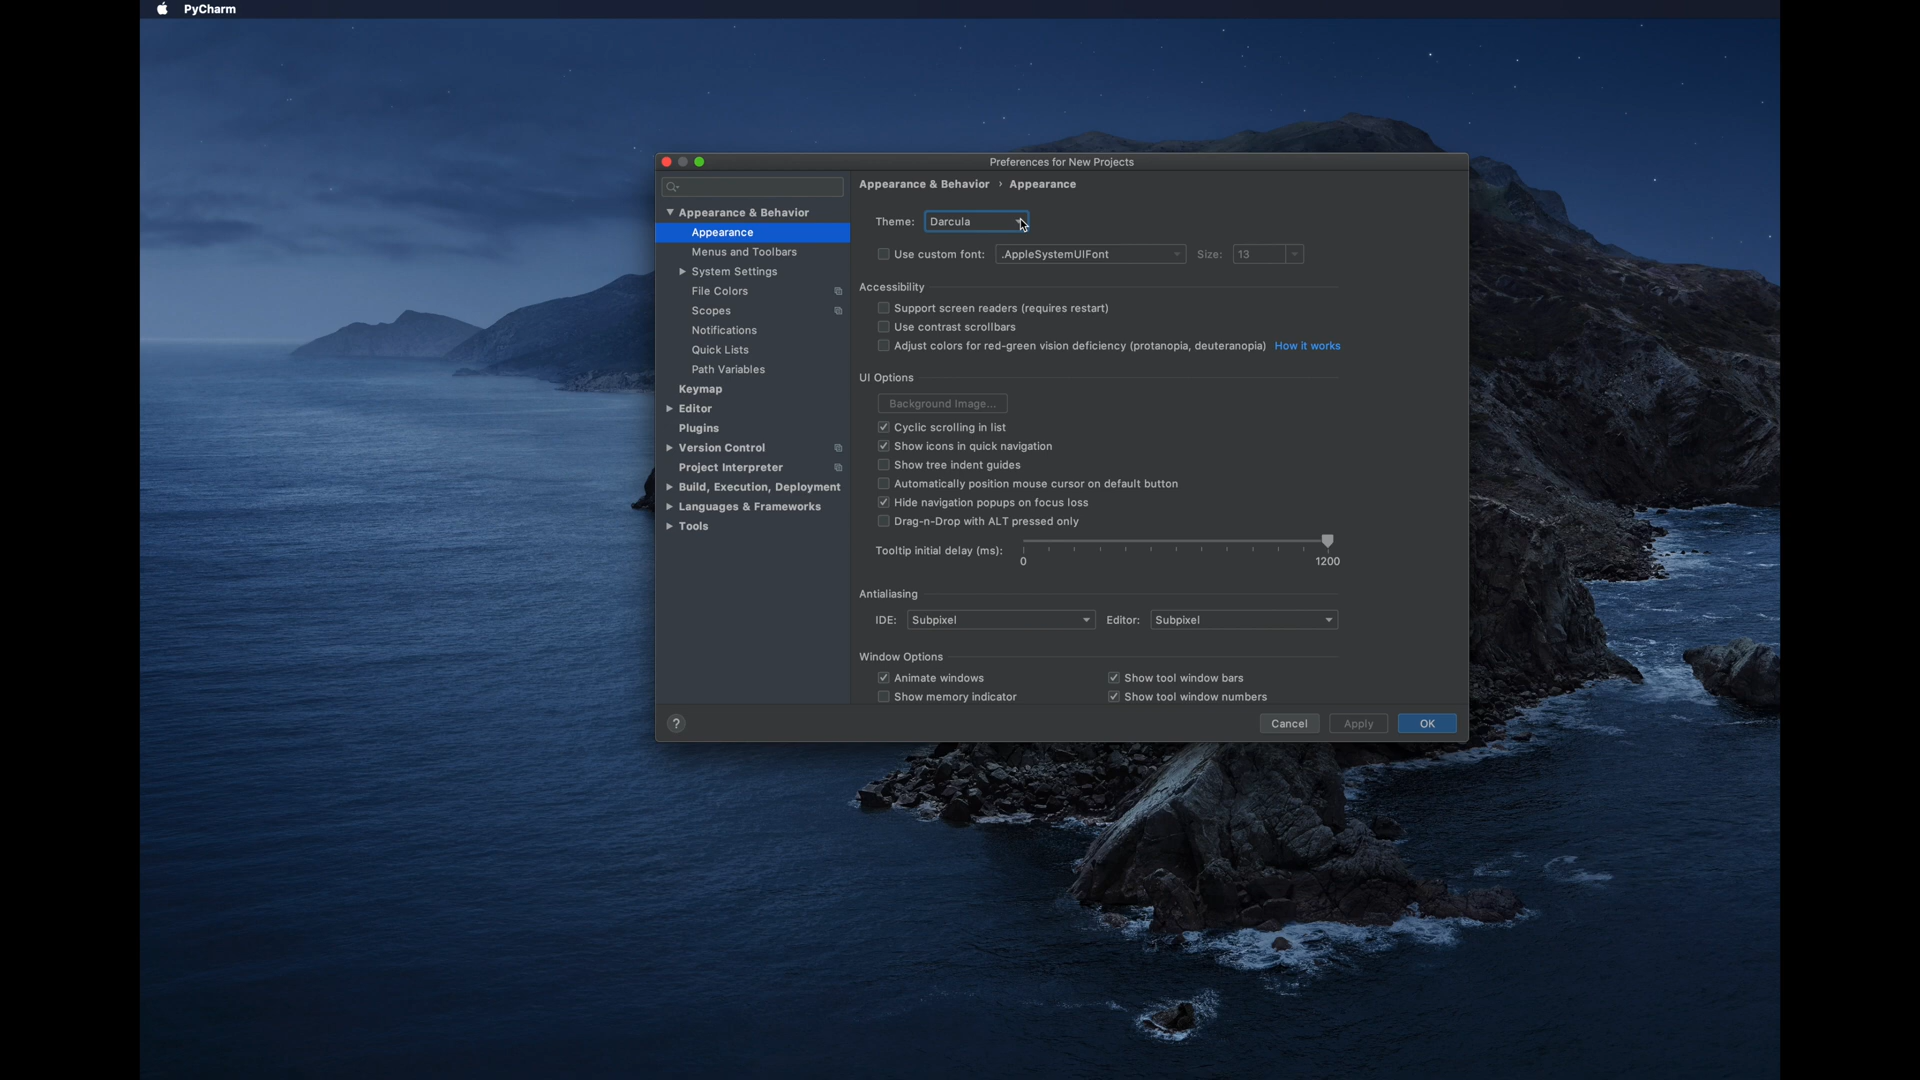 PyCharm
Preferences for New Projects
Appearance & Behavior
Appearance
Menus and Toolbars
System Settings
File Colors
Scopes
Notifications
Quick Lists
Path Variables
Keymap
Editor
Plugins
Version Control
Project Interpreter
Build, Execution, Deployment
Languages & Frameworks
Tools
Appearance & Behavior › Appearance
Theme: Darcula
Use custom font: .AppleSystemUIFont Size: 13
Accessibility
Support screen readers (requires restart)
Use contrast scrollbars
Adjust colors for red-green vision deficiency (protanopia, deuteranopia) How it works
UI Options
Background Image...
Cyclic scrolling in list
Show icons in quick navigation
Show tree indent guides
Automatically position mouse cursor on default button
Hide navigation popups on focus loss
Drag-n-Drop with ALT pressed only
Tooltip initial delay (ms):
0 1200
Antialiasing
IDE: Subpixel Editor: Subpixel
Window Options
Animate windows Show tool window bars
Show memory indicator Show tool window numbers
? Cancel Apply OK